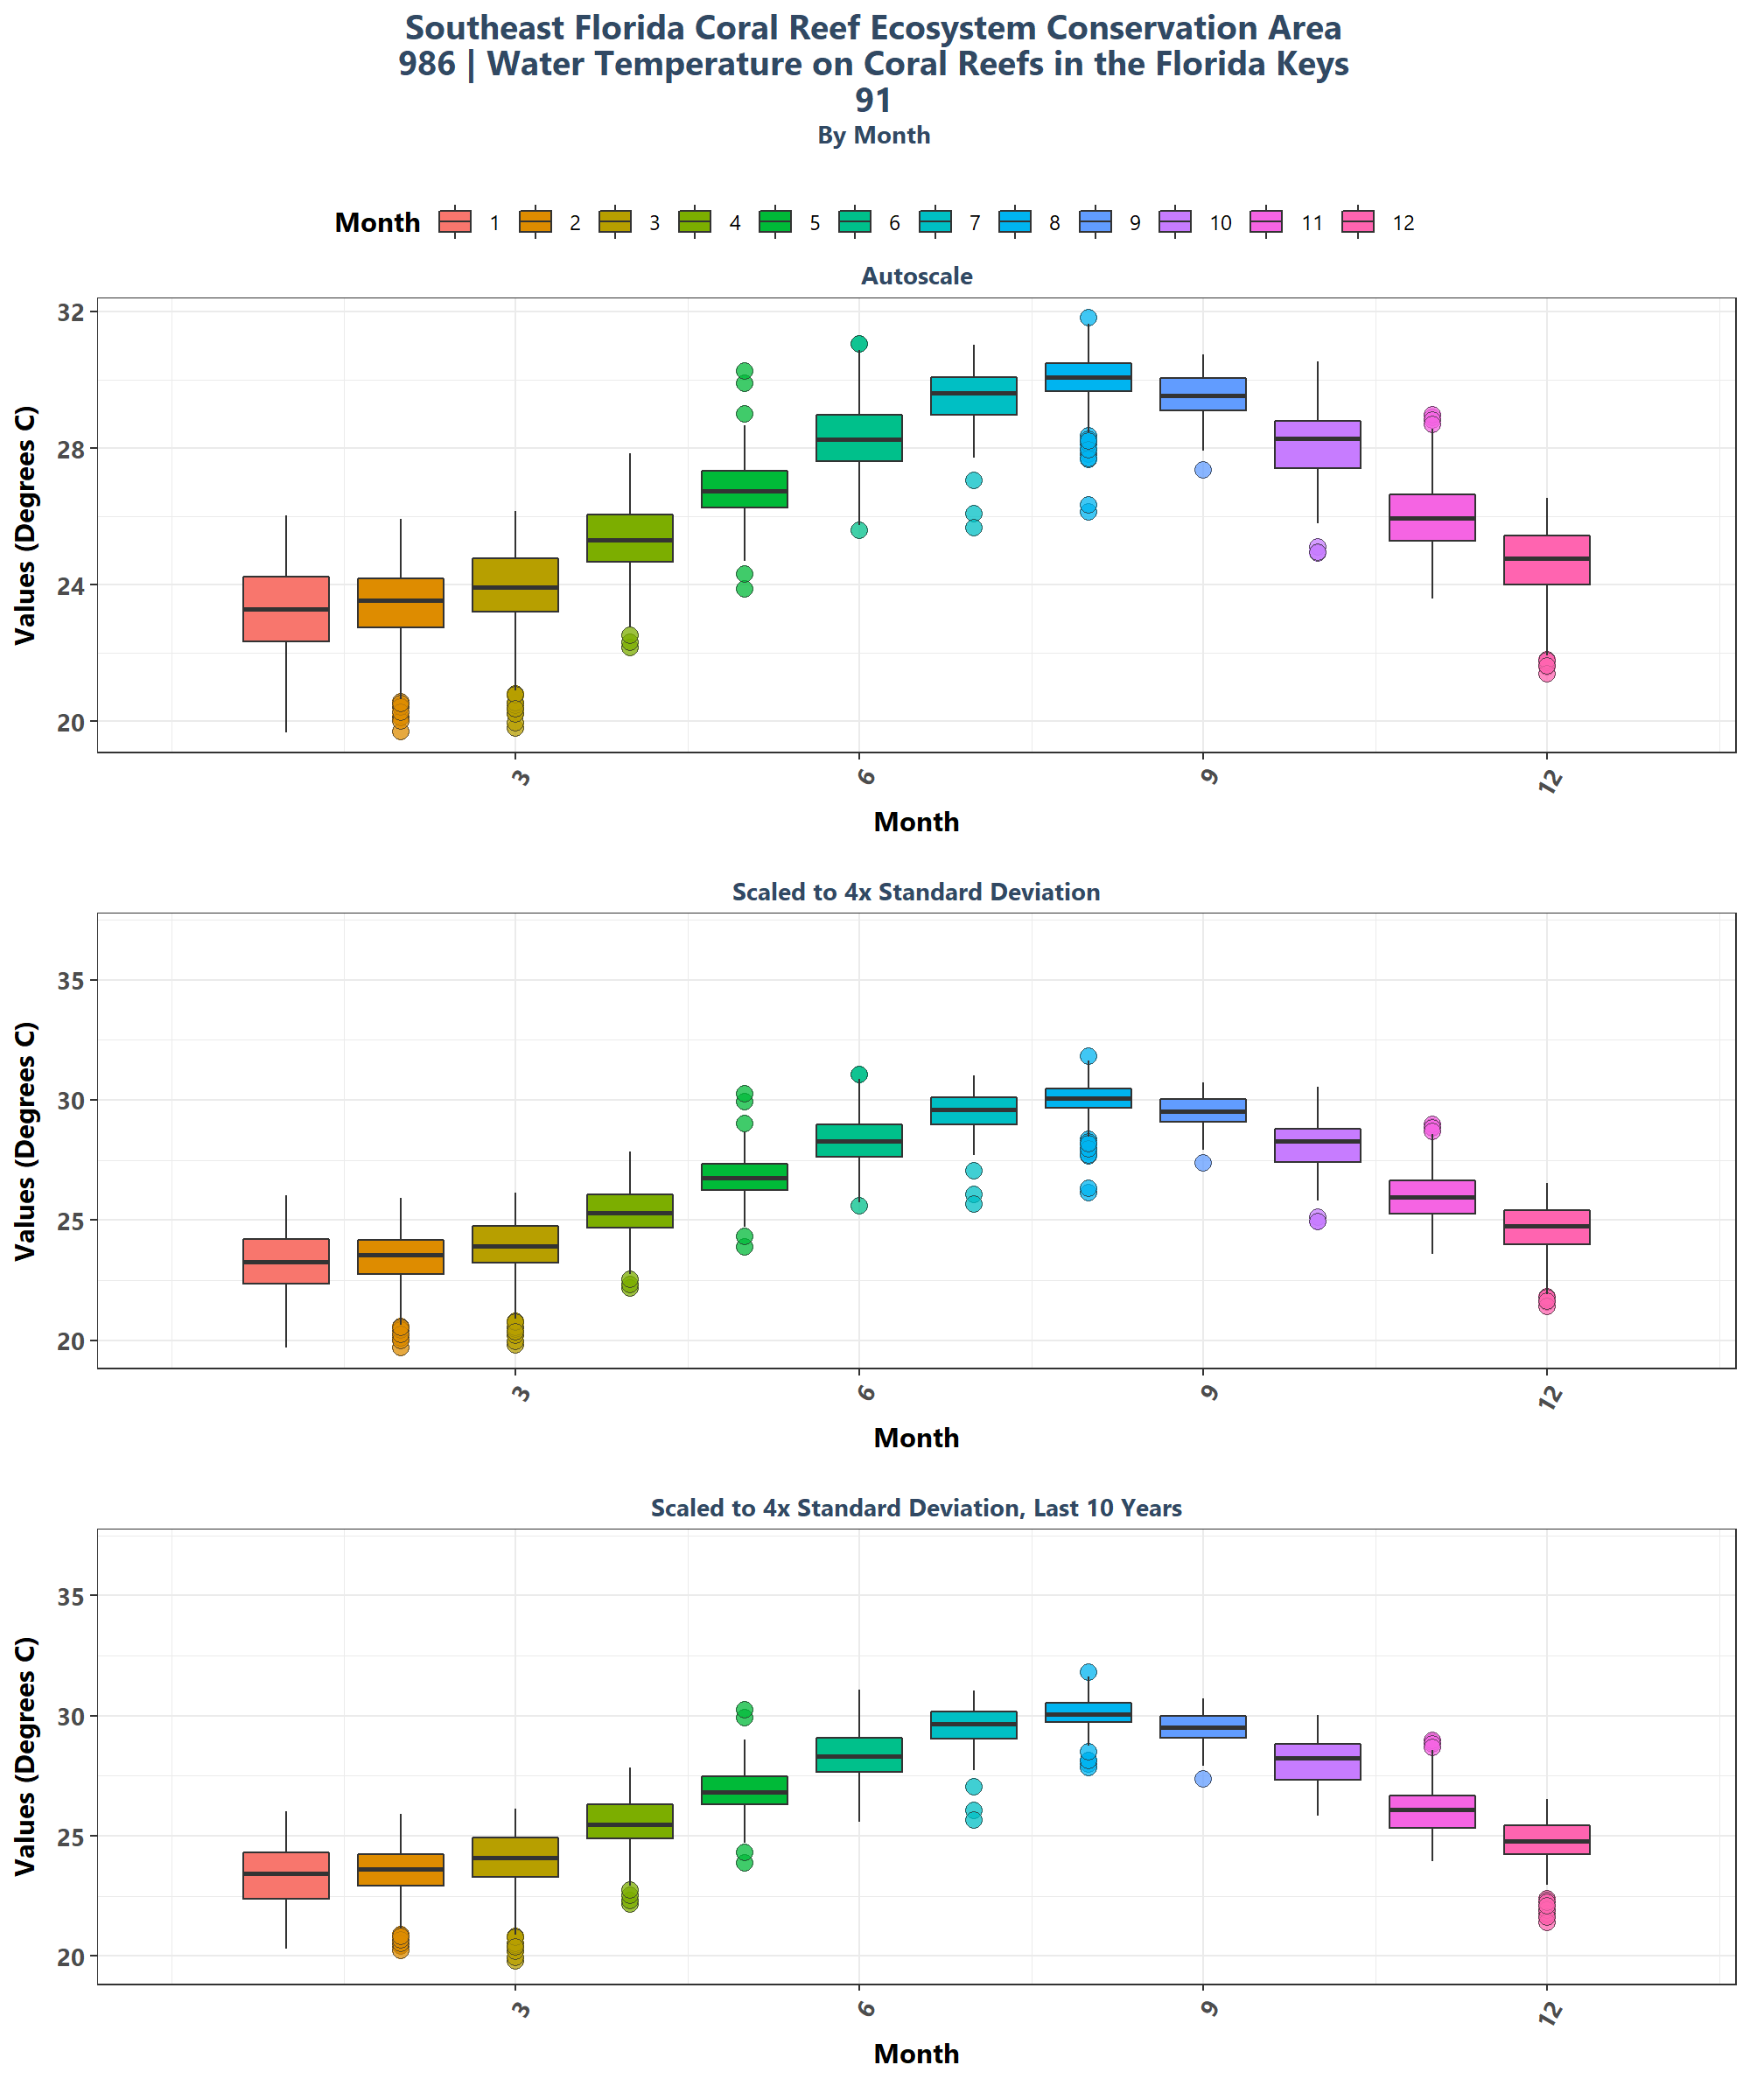 Southeast Florida Coral Reef Ecosystem Conservation Area
986 | Water Temperature on Coral Reefs in the Florida Keys
91
By Month
Month 1 2 3 4 5 6 7 8 9 10 11 12
Autoscale
Values (Degrees C)
32
28
24
20
3 6 9 12
Month
Scaled to 4x Standard Deviation
Values (Degrees C)
35
30
25
20
3 6 9 12
Month
Scaled to 4x Standard Deviation, Last 10 Years
Values (Degrees C)
35
30
25
20
3 6 9 12
Month